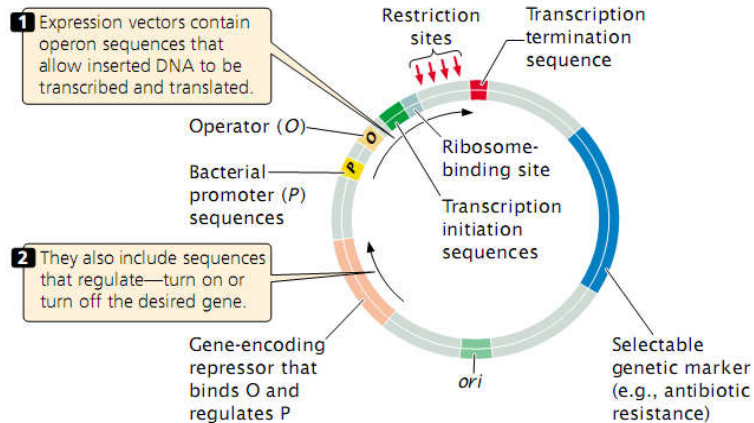 1 Expression vectors contain
operon sequences that
allow inserted DNA to be
transcribed and translated.
Restriction
sites
Transcription
termination
sequence
Operator (O)
O
P
Bacterial
promoter (P)
sequences
Ribosome-
binding site
Transcription
initiation
sequences
2 They also include sequences
that regulate—turn on or
turn off the desired gene.
Gene-encoding
repressor that
binds O and
regulates P
ori
Selectable
genetic marker
(e.g., antibiotic
resistance)